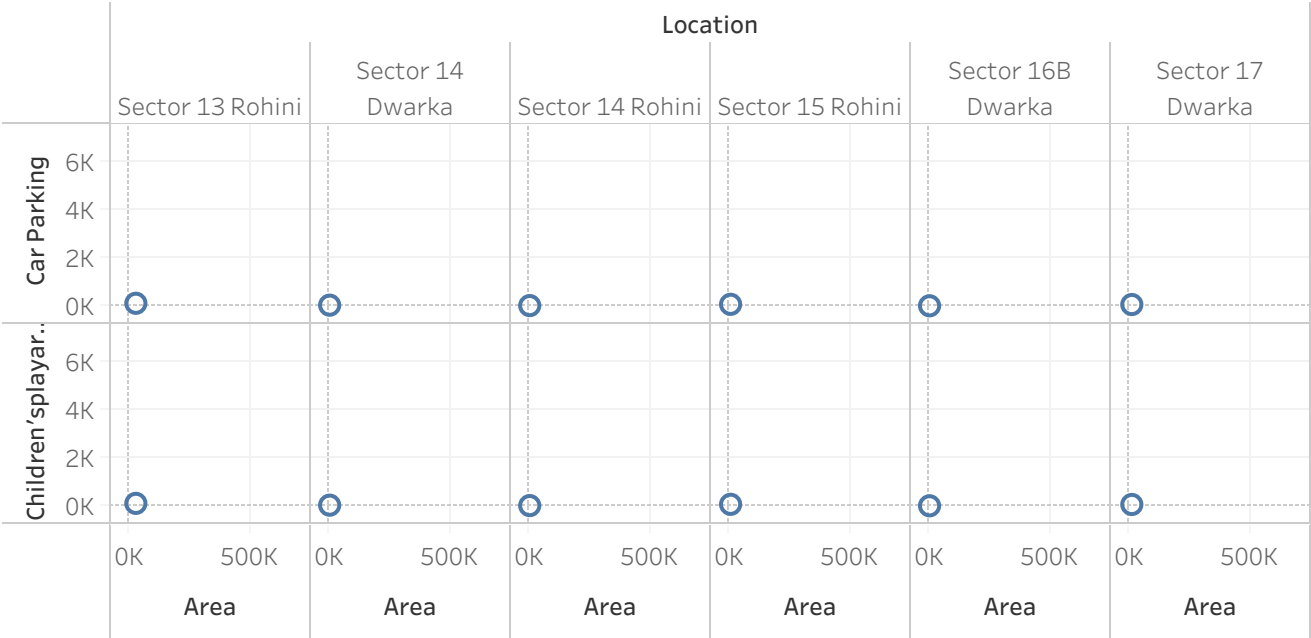 Location
Sector 13 Rohini
Sector 14
Dwarka
Sector 14 Rohini
Sector 15 Rohini
Sector 16B
Dwarka
Sector 17
Dwarka
Car Parking
6K
4K
2K
0K
Children'splayar..
6K
4K
2K
0K
0K 500K 0K 500K 0K 500K 0K 500K 0K 500K 0K 500K
Area Area Area Area Area Area